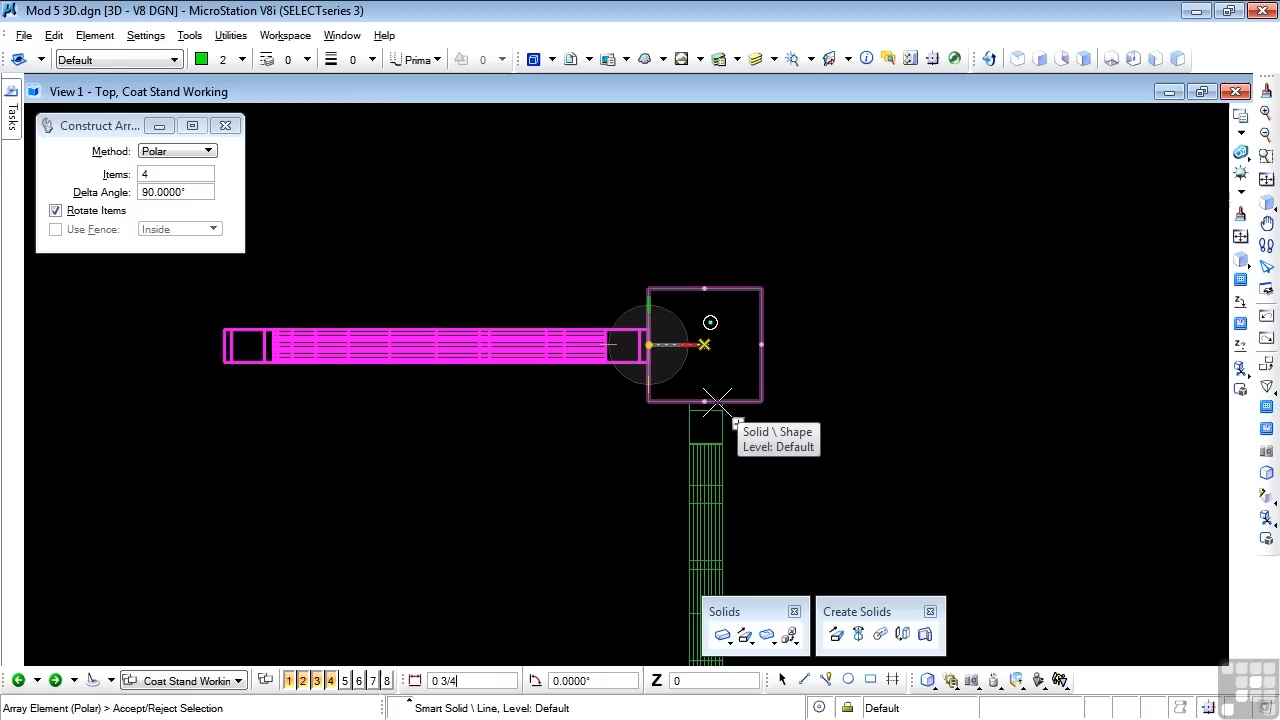 Mod 5 3D.dgn [3D - V8 DGN] - MicroStation V8i (SELECTseries 3)
File Edit Element Settings Tools Utilities Workspace Window Help
Default 2 0 0 Prima 0
View 1 - Top, Coat Stand Working
Tasks
Construct Arr...
Method: Polar
Items: 4
Delta Angle: 90.0000°
Rotate Items
Use Fence: Inside
Solid \ Shape
Level: Default
Solids
Create Solids
Coat Stand Workin 1 2 3 4 5 6 7 8 0 3/4 0.0000° Z 0
Array Element (Polar) > Accept/Reject Selection Smart Solid \ Line, Level: Default Default